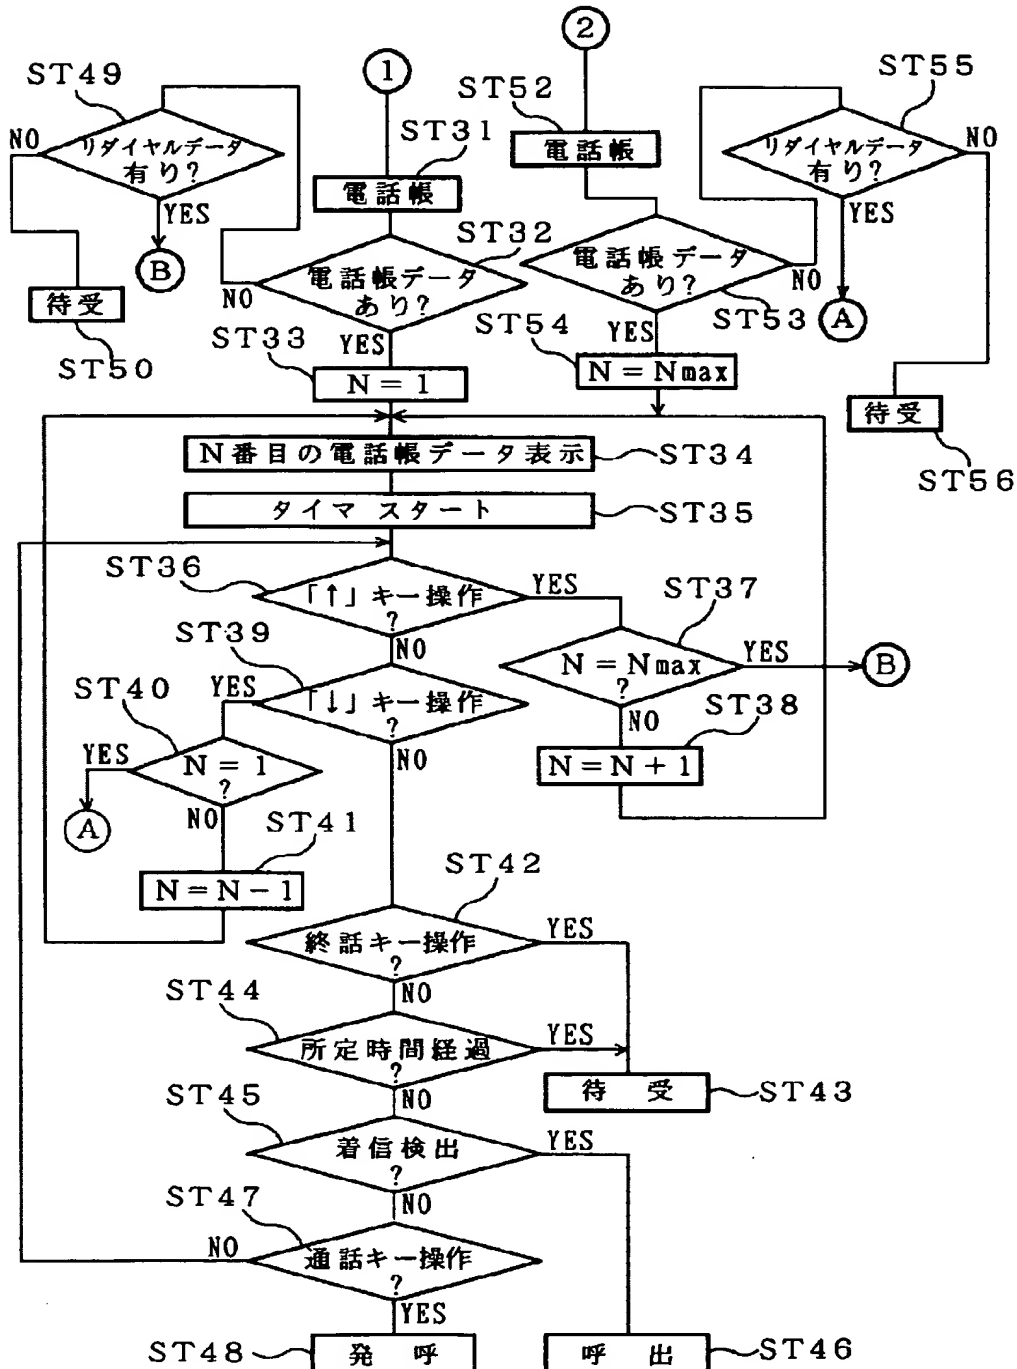 ②
①
ST49
ST52
ST55
ST31
NO
リダイヤルデータ
有り?
YES
Ⓑ
電話帳
電話帳
リダイヤルデータ
有り?
NO
YES
Ⓐ
ST32
電話帳データ
あり?
NO
YES
電話帳データ
あり?
NO
YES
ST53
待受
ST50
ST33
N=1
ST54
N=Nmax
待受
ST56
N番目の電話帳データ表示
ST34
タイマ スタート
ST35
ST36
「↑」キー操作
?
YES
NO
ST37
N=Nmax
?
YES
Ⓑ
NO
ST38
N=N+1
ST39
「↓」キー操作
?
YES
NO
ST40
N=1
?
YES
Ⓐ
NO
ST41
N=N-1
ST42
終話キー操作
?
YES
NO
ST44
所定時間経過
?
YES
NO
待受
ST43
ST45
着信検出
?
YES
NO
ST47
通話キー操作
?
NO
YES
ST48
発呼
呼出
ST46